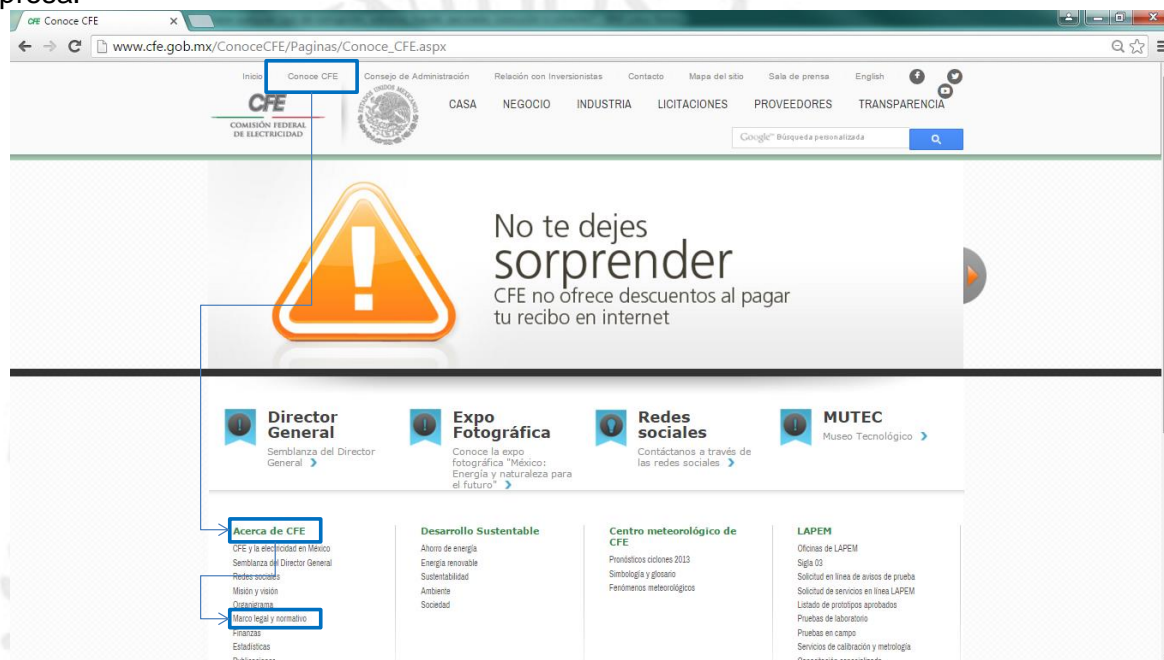 presa.
CFE Conoce CFE
www.cfe.gob.mx/ConoceCFE/Paginas/Conoce_CFE.aspx
Inicio Conoce CFE Consejo de Administración Relación con Inversionistas Contacto Mapa del sitio Sala de prensa English
CFE
COMISIÓN FEDERAL
DE ELECTRICIDAD
ESTADOS UNIDOS MEXICANOS
CASA NEGOCIO INDUSTRIA LICITACIONES PROVEEDORES TRANSPARENCIA
Google™ Búsqueda personalizada
No te dejes
sorprender
CFE no ofrece descuentos al pagar
tu recibo en internet
Director
General
Semblanza del Director
General
Expo
Fotográfica
Conoce la expo
fotográfica "México:
Energía y naturaleza para
el futuro"
Redes
sociales
Contáctanos a través de
las redes sociales
MUTEC
Museo Tecnológico
Acerca de CFE
CFE y la electricidad en México
Semblanza del Director General
Redes sociales
Misión y visión
Organigrama
Marco legal y normativo
Finanzas
Estadísticas
Publicaciones
Desarrollo Sustentable
Ahorro de energía
Energía renovable
Sustentabilidad
Ambiente
Sociedad
Centro meteorológico de
CFE
Pronósticos ciclones 2013
Simbología y glosario
Fenómenos meteorológicos
LAPEM
Oficinas de LAPEM
Sigla 03
Solicitud en línea de avisos de prueba
Solicitud de servicios en línea LAPEM
Listado de prototipos aprobados
Pruebas de laboratorio
Pruebas en campo
Servicios de calibración y metrología